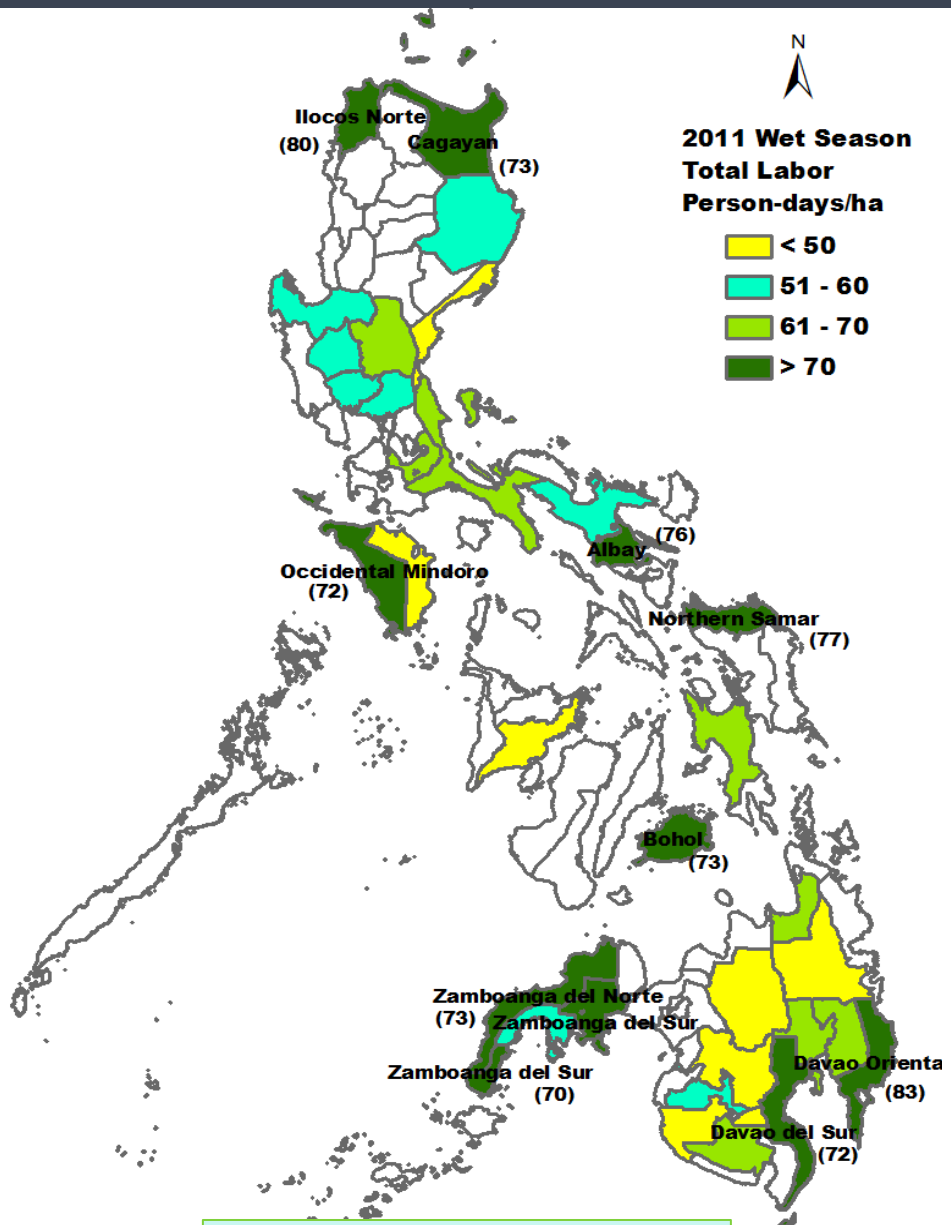 N
2011 Wet Season
Total Labor
Person-days/ha
< 50
51 - 60
61 - 70
> 70
Ilocos Norte
(80)
Cagayan
(73)
Albay
(76)
Occidental Mindoro
(72)
Northern Samar
(77)
Bohol
(73)
Zamboanga del Norte
(73)
Zamboanga del Sur
Zamboanga del Sur
(70)
Davao Orienta
(83)
Davao del Sur
(72)